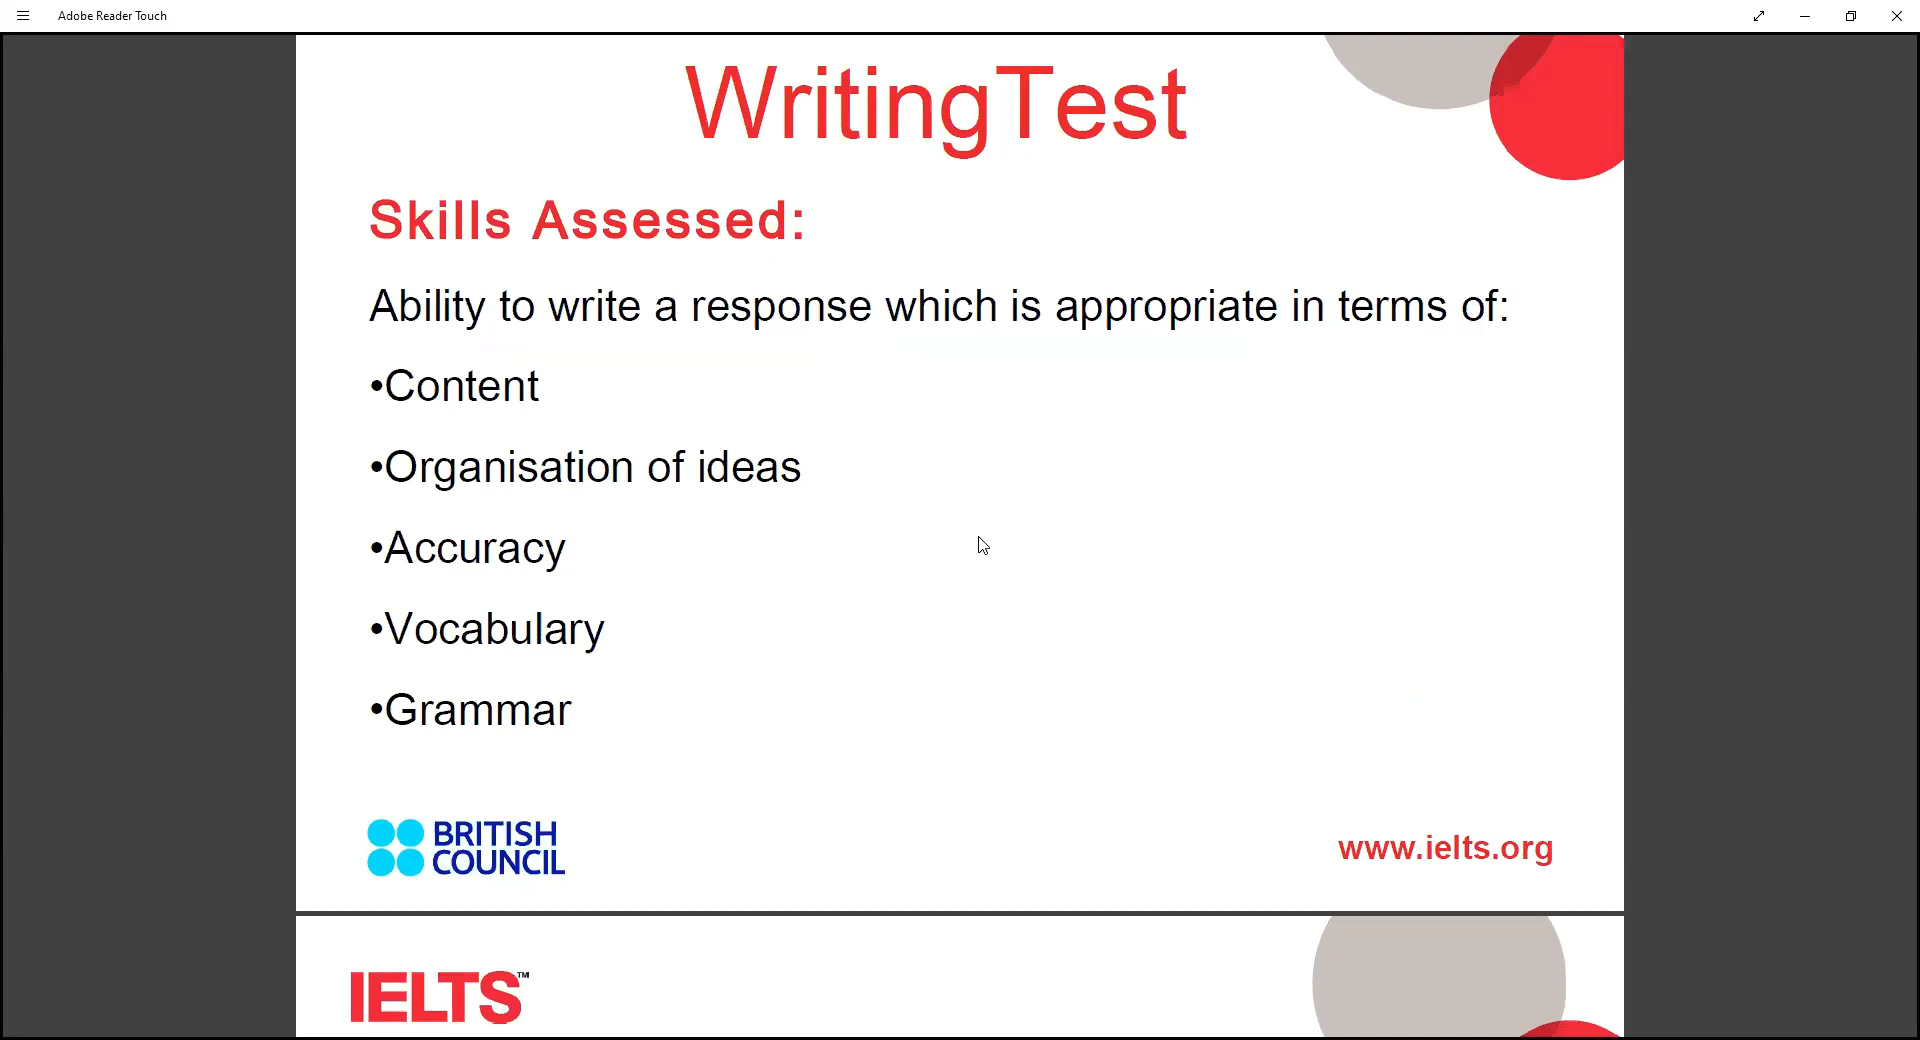 Adobe Reader Touch
WritingTest
Skills Assessed:
Ability to write a response which is appropriate in terms of:
•Content
•Organisation of ideas
•Accuracy
•Vocabulary
•Grammar
BRITISH
COUNCIL
www.ielts.org
IELTS™